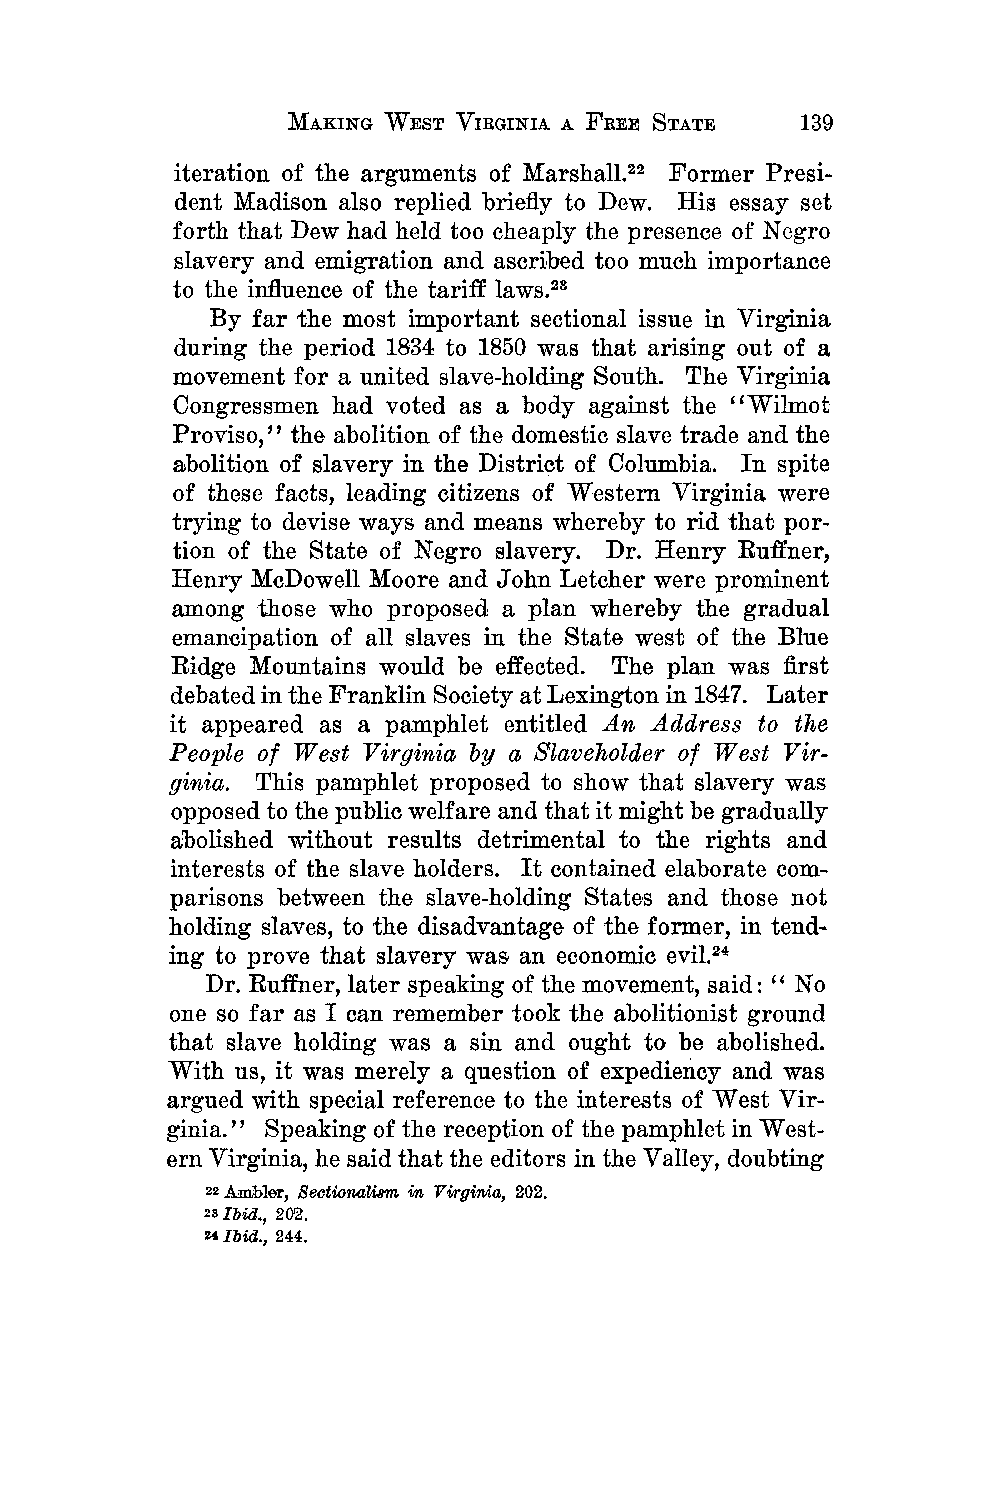 MAKING WEST VIRGINIA A FREE STATE 139
iteration of the arguments of Marshall.²² Former Presi-
dent Madison also replied briefly to Dew. His essay set
forth that Dew had held too cheaply the presence of Negro
slavery and emigration and ascribed too much importance
to the influence of the tariff laws.²³
By far the most important sectional issue in Virginia
during the period 1834 to 1850 was that arising out of a
movement for a united slave-holding South. The Virginia
Congressmen had voted as a body against the "Wilmot
Proviso," the abolition of the domestic slave trade and the
abolition of slavery in the District of Columbia. In spite
of these facts, leading citizens of Western Virginia were
trying to devise ways and means whereby to rid that por-
tion of the State of Negro slavery. Dr. Henry Ruffner,
Henry McDowell Moore and John Letcher were prominent
among those who proposed a plan whereby the gradual
emancipation of all slaves in the State west of the Blue
Ridge Mountains would be effected. The plan was first
debated in the Franklin Society at Lexington in 1847. Later
it appeared as a pamphlet entitled An Address to the
People of West Virginia by a Slaveholder of West Vir-
ginia. This pamphlet proposed to show that slavery was
opposed to the public welfare and that it might be gradually
abolished without results detrimental to the rights and
interests of the slave holders. It contained elaborate com-
parisons between the slave-holding States and those not
holding slaves, to the disadvantage of the former, in tend-
ing to prove that slavery was an economic evil.²⁴
Dr. Ruffner, later speaking of the movement, said: " No
one so far as I can remember took the abolitionist ground
that slave holding was a sin and ought to be abolished.
With us, it was merely a question of expediency and was
argued with special reference to the interests of West Vir-
ginia." Speaking of the reception of the pamphlet in West-
ern Virginia, he said that the editors in the Valley, doubting
²² Ambler, Sectionalism in Virginia, 202.
²³ Ibid., 202.
²⁴ Ibid., 244.